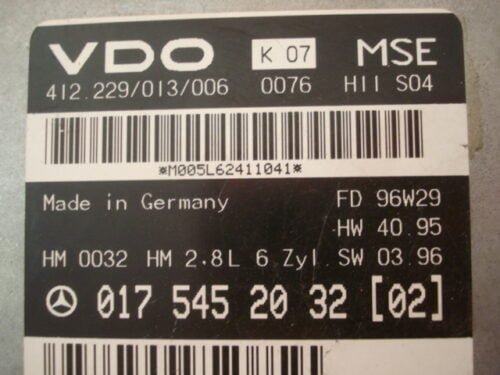 VDO K 07 MSE
412.229/013/006 0076 H11 S04
*M005L62411041*
Made in Germany FD 96W29
HW 40.95
HM 0032 HM 2.8L 6 Zyl. SW 03.96
017 545 20 32 [02]